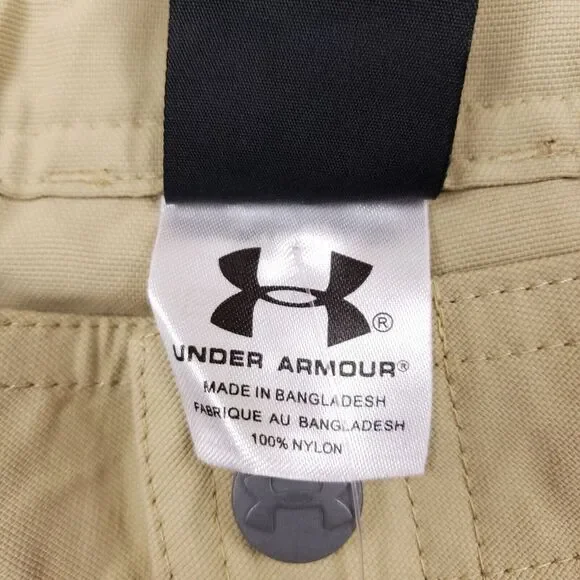 ®
UNDER ARMOUR®
MADE IN BANGLADESH
FABRIQUE AU BANGLADESH
100% NYLON